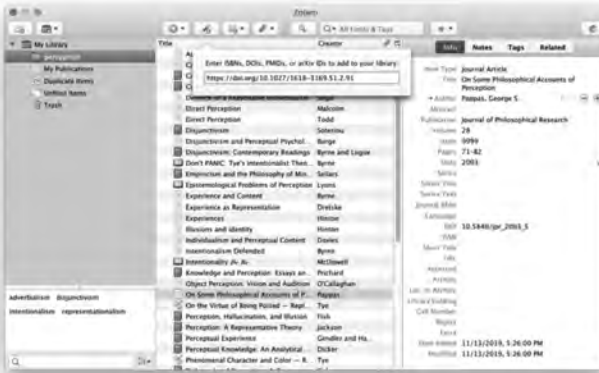 Zotero
All Fields & Tags
My Library
perception
My Publications
Duplicate Items
Unfiled Items
Trash
adverbialism disjunctivism
intentionalism representationalism
Title Creator
Enter ISBNs, DOIs, PMIDs, or arXiv IDs to add to your library
https://doi.org/10.1027/1618-3169.51.2.91
Direct Perception Malcolm
Direct Perception Todd
Disjunctivism Soteriou
Disjunctivism and Perceptual Psychol... Burge
Disjunctivism: Contemporary Readings Byrne and Logue
Don't PANIC: Tye's Intentionalist Theo... Byrne
Empiricism and the Philosophy of Min... Sellars
Epistemological Problems of Perception Lyons
Experience and Content Byrne
Experience as Representation Dretske
Experiences Hinton
Illusions and identity Hinton
Individualism and Perceptual Content Davies
Intentionalism Defended Byrne
Knowledge and Perception: Essays an... Prichard
Object Perception: Vision and Audition O'Callaghan
On Some Philosophical Accounts of P... Pappas
On the Virtue of Being Poised — Repl... Tye
Perception, Hallucination, and Illusion Fish
Perception: A Representative Theory Jackson
Perceptual Experience Gendler and Ha...
Perceptual Knowledge: An Analytical... Dicker
Phenomenal Character and Color — R... Tye
Info Notes Tags Related
Item Type Journal Article
Title On Some Philosophical Accounts of
Perception
Author Pappas, George S.
Abstract
Publication Journal of Philosophical Research
Volume 28
Issue 9999
Pages 71-82
Date 2003
Series
Series Title
Series Text
Journal Abbr
Language
DOI
ISSN
Short Title
URL
Accessed
Archive
Loc. in Archive
Library Catalog
Call Number
Rights
Extra
Date Added 11/13/2019, 5:26:00 PM
Modified 11/13/2019, 5:26:00 PM